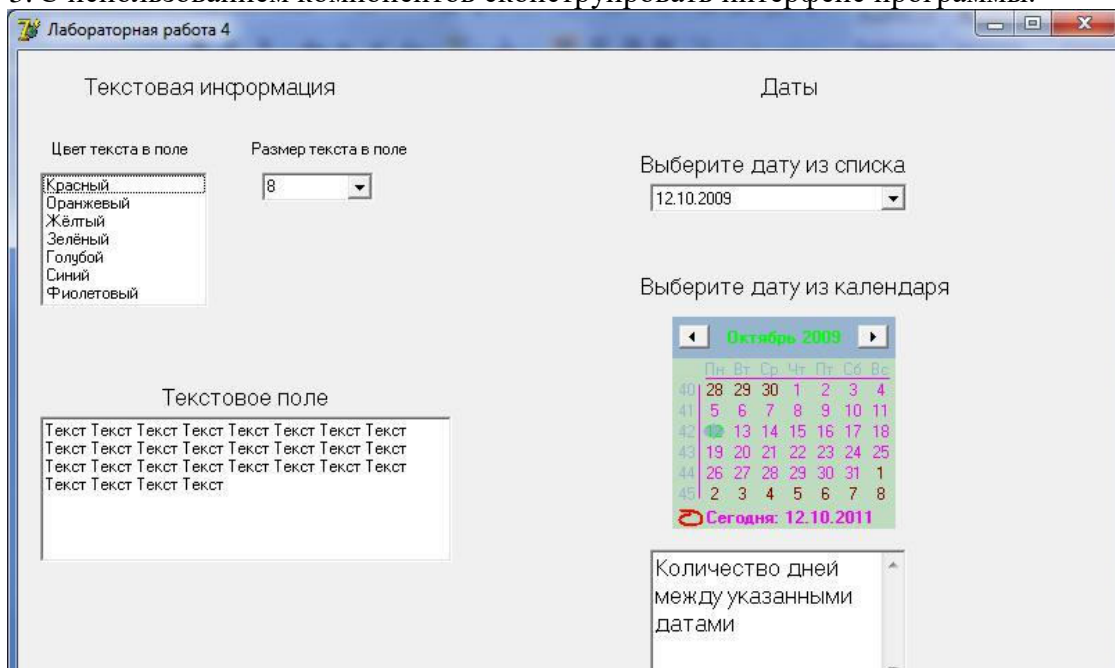 3. С использованием компонентов сконструировать интерфейс программы.
Лабораторная работа 4
Текстовая информация
Даты
Цвет текста в поле
Размер текста в поле
Красный
Оранжевый
Жёлтый
Зелёный
Голубой
Синий
Фиолетовый
8
Выберите дату из списка
12.10.2009
Выберите дату из календаря
Октябрь 2009
Пн Вт Ср Чт Пт Сб Вс
40 28 29 30 1 2 3 4
41 5 6 7 8 9 10 11
42 12 13 14 15 16 17 18
43 19 20 21 22 23 24 25
44 26 27 28 29 30 31 1
45 2 3 4 5 6 7 8
Сегодня: 12.10.2011
Текстовое поле
Текст Текст Текст Текст Текст Текст Текст Текст
Текст Текст Текст Текст Текст Текст Текст Текст
Текст Текст Текст Текст Текст Текст Текст Текст
Текст Текст Текст Текст
Количество дней
между указанными
датами